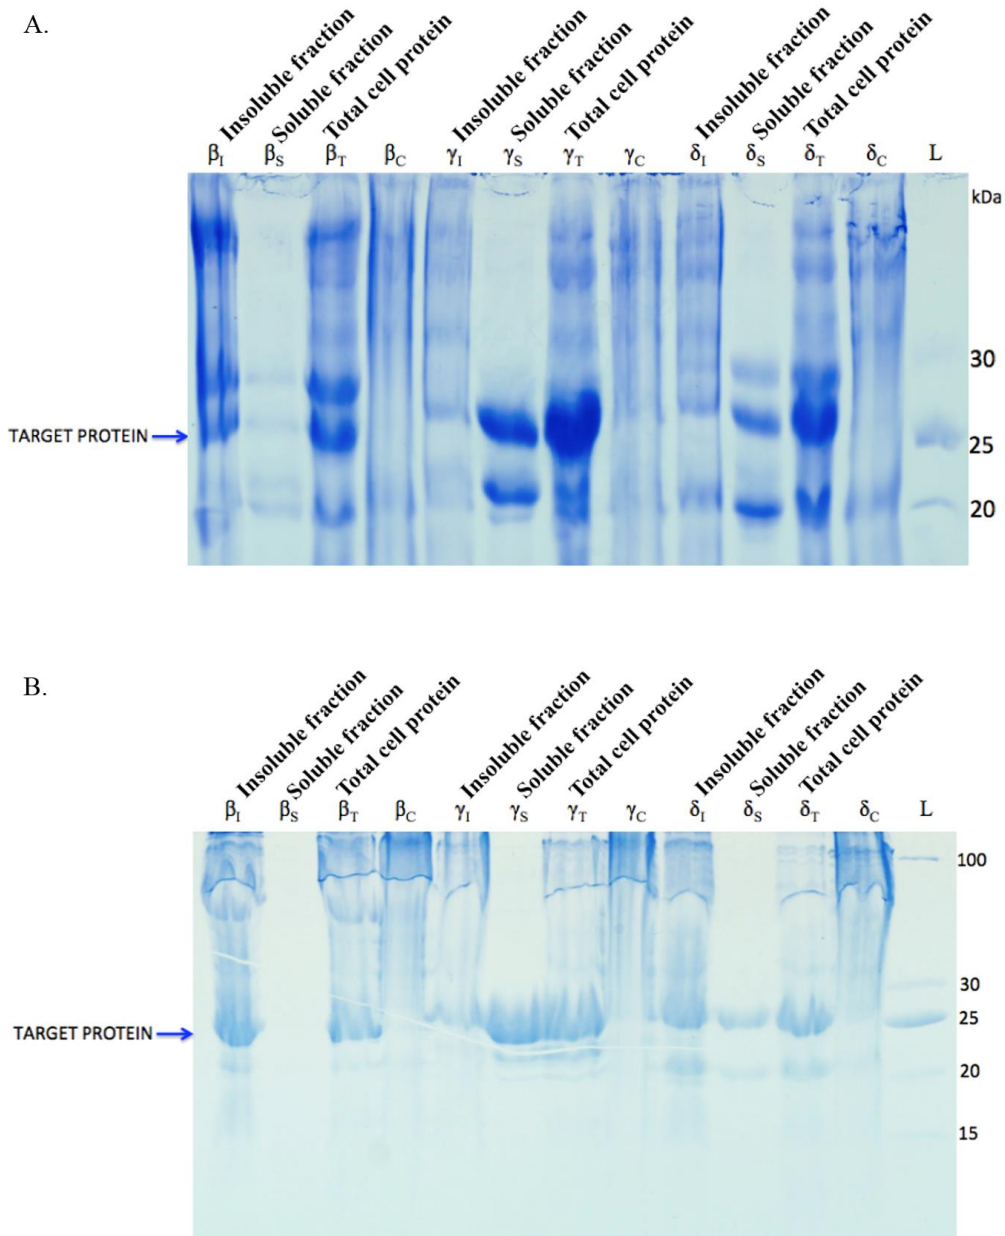 A.
Insoluble fraction
Soluble fraction
Total cell protein
Insoluble fraction
Soluble fraction
Total cell protein
Insoluble fraction
Soluble fraction
Total cell protein
βI βS βT βC γI γS γT γC δI δS δT δC L
kDa
30
TARGET PROTEIN
25
20
B.
Insoluble fraction
Soluble fraction
Total cell protein
Insoluble fraction
Soluble fraction
Total cell protein
Insoluble fraction
Soluble fraction
Total cell protein
βI βS βT βC γI γS γT γC δI δS δT δC L
100
30
25
TARGET PROTEIN
20
15